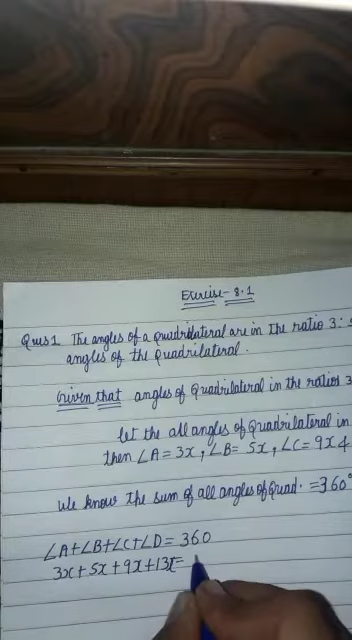 Exercise-8.1
Ques1 The angles of a quadrilateral are in the ratio 3:
angles of the quadrilateral.
Given that angles of Quadrilateral in the ratios 3
let the all angles of Quadrilateral in
then ∠A=3x, ∠B= 5x, ∠C= 9x &
We know the sum of all angles of Quad. =360°
∠A+∠B+∠C+∠D= 360
3x+5x+9x+13x=